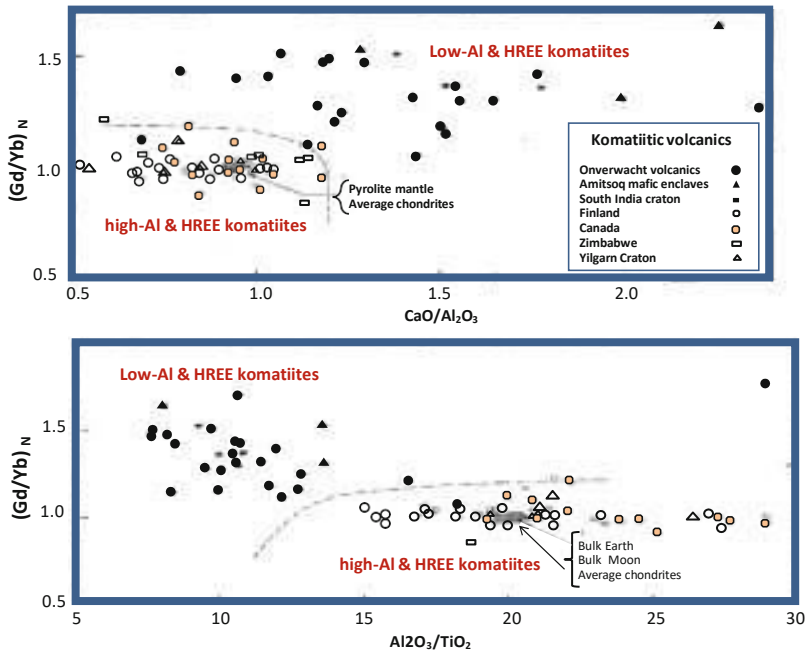 1.5
1.0
0.5
(Gd/Yb) N
Low-Al & HREE komatiites
high-Al & HREE komatiites
Pyrolite mantle
Average chondrites
Komatiitic volcanics
Onverwacht volcanics
Amitsoq mafic enclaves
South India craton
Finland
Canada
Zimbabwe
Yilgarn Craton
0.5
1.0
1.5
2.0
CaO/Al2O3
1.5
1.0
0.5
(Gd/Yb) N
Low-Al & HREE komatiites
high-Al & HREE komatiites
Bulk Earth
Bulk Moon
Average chondrites
5
10
15
20
25
30
Al2O3/TiO2